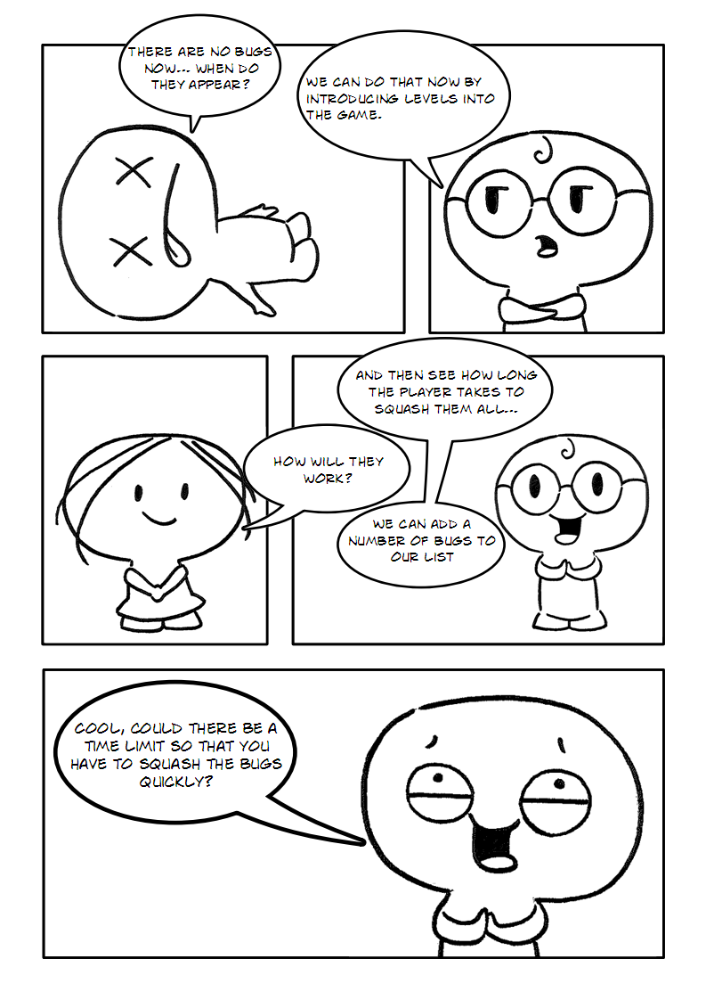 THERE ARE NO BUGS
NOW... WHEN DO
THEY APPEAR?
WE CAN DO THAT NOW BY
INTRODUCING LEVELS INTO
THE GAME.
HOW WILL THEY
WORK?
AND THEN SEE HOW LONG
THE PLAYER TAKES TO
SQUASH THEM ALL...
WE CAN ADD A
NUMBER OF BUGS TO
OUR LIST
COOL, COULD THERE BE A
TIME LIMIT SO THAT YOU
HAVE TO SQUASH THE BUGS
QUICKLY?